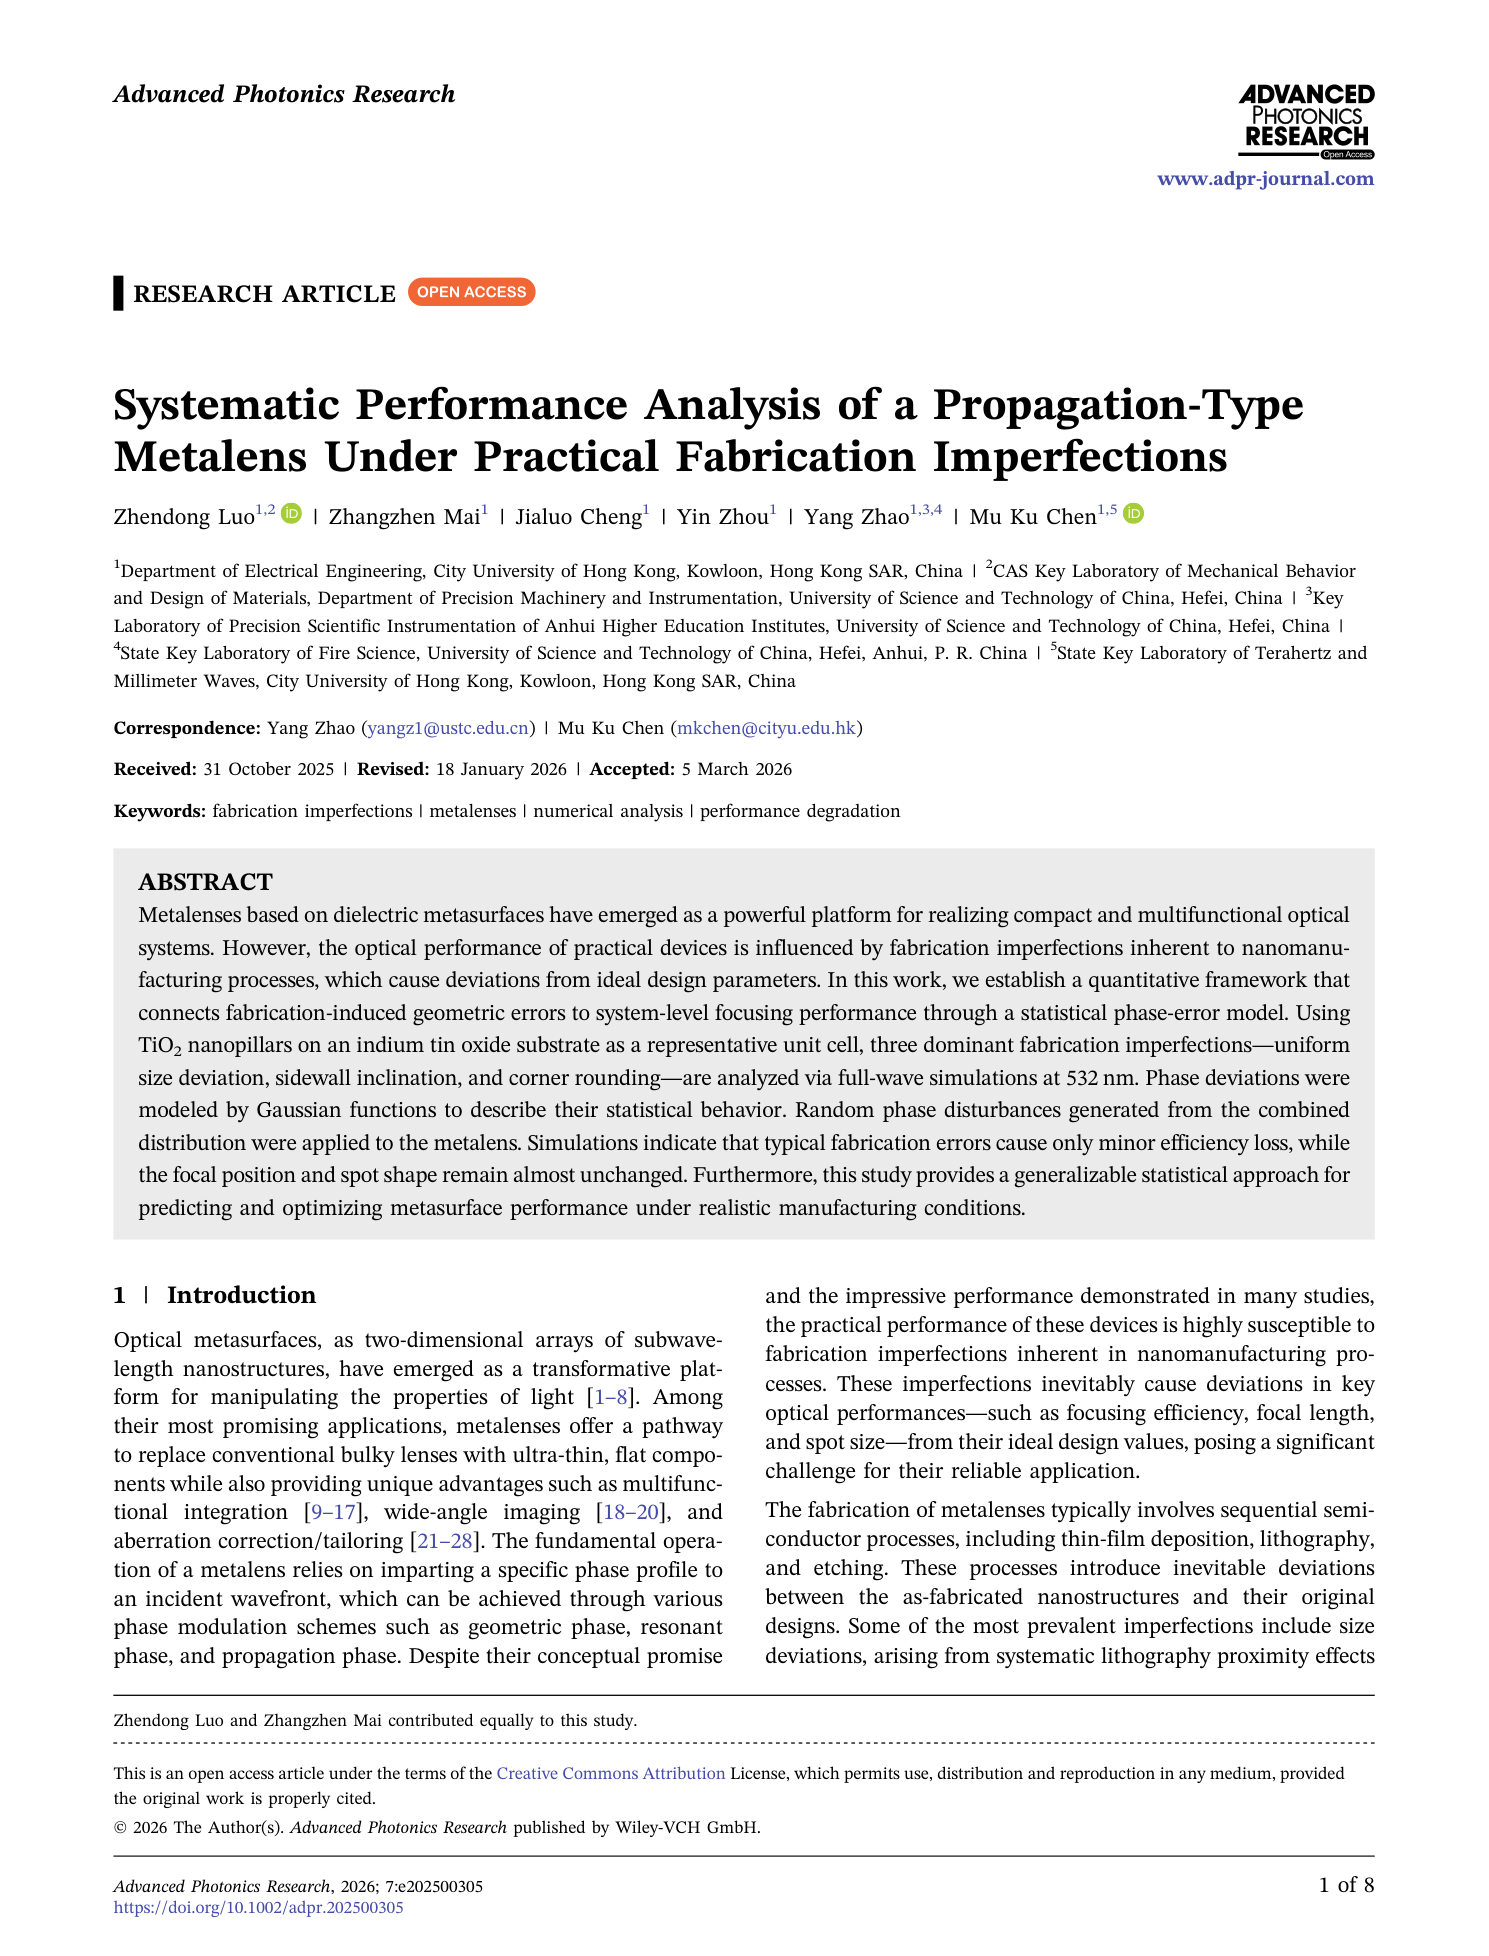 Advanced Photonics Research
ADVANCED
PHOTONICS
RESEARCH
Open Access
www.adpr-journal.com
RESEARCH ARTICLE OPEN ACCESS
Systematic Performance Analysis of a Propagation-Type
Metalens Under Practical Fabrication Imperfections
Zhendong Luo1,2 iD | Zhangzhen Mai1 | Jialuo Cheng1 | Yin Zhou1 | Yang Zhao1,3,4 | Mu Ku Chen1,5 iD
1Department of Electrical Engineering, City University of Hong Kong, Kowloon, Hong Kong SAR, China | 2CAS Key Laboratory of Mechanical Behavior
and Design of Materials, Department of Precision Machinery and Instrumentation, University of Science and Technology of China, Hefei, China | 3Key
Laboratory of Precision Scientific Instrumentation of Anhui Higher Education Institutes, University of Science and Technology of China, Hefei, China |
4State Key Laboratory of Fire Science, University of Science and Technology of China, Hefei, Anhui, P. R. China | 5State Key Laboratory of Terahertz and
Millimeter Waves, City University of Hong Kong, Kowloon, Hong Kong SAR, China
Correspondence: Yang Zhao (yangz1@ustc.edu.cn) | Mu Ku Chen (mkchen@cityu.edu.hk)
Received: 31 October 2025 | Revised: 18 January 2026 | Accepted: 5 March 2026
Keywords: fabrication imperfections | metalenses | numerical analysis | performance degradation
ABSTRACT
Metalenses based on dielectric metasurfaces have emerged as a powerful platform for realizing compact and multifunctional optical
systems. However, the optical performance of practical devices is influenced by fabrication imperfections inherent to nanomanu-
facturing processes, which cause deviations from ideal design parameters. In this work, we establish a quantitative framework that
connects fabrication-induced geometric errors to system-level focusing performance through a statistical phase-error model. Using
TiO2 nanopillars on an indium tin oxide substrate as a representative unit cell, three dominant fabrication imperfections—uniform
size deviation, sidewall inclination, and corner rounding—are analyzed via full-wave simulations at 532 nm. Phase deviations were
modeled by Gaussian functions to describe their statistical behavior. Random phase disturbances generated from the combined
distribution were applied to the metalens. Simulations indicate that typical fabrication errors cause only minor efficiency loss, while
the focal position and spot shape remain almost unchanged. Furthermore, this study provides a generalizable statistical approach for
predicting and optimizing metasurface performance under realistic manufacturing conditions.
1 | Introduction
Optical metasurfaces, as two-dimensional arrays of subwave-
length nanostructures, have emerged as a transformative plat-
form for manipulating the properties of light [1–8]. Among
their most promising applications, metalenses offer a pathway
to replace conventional bulky lenses with ultra-thin, flat compo-
nents while also providing unique advantages such as multifunc-
tional integration [9–17], wide-angle imaging [18–20], and
aberration correction/tailoring [21–28]. The fundamental opera-
tion of a metalens relies on imparting a specific phase profile to
an incident wavefront, which can be achieved through various
phase modulation schemes such as geometric phase, resonant
phase, and propagation phase. Despite their conceptual promise
and the impressive performance demonstrated in many studies,
the practical performance of these devices is highly susceptible to
fabrication imperfections inherent in nanomanufacturing pro-
cesses. These imperfections inevitably cause deviations in key
optical performances—such as focusing efficiency, focal length,
and spot size—from their ideal design values, posing a significant
challenge for their reliable application.
The fabrication of metalenses typically involves sequential semi-
conductor processes, including thin-film deposition, lithography,
and etching. These processes introduce inevitable deviations
between the as-fabricated nanostructures and their original
designs. Some of the most prevalent imperfections include size
deviations, arising from systematic lithography proximity effects
Zhendong Luo and Zhangzhen Mai contributed equally to this study.
This is an open access article under the terms of the Creative Commons Attribution License, which permits use, distribution and reproduction in any medium, provided
the original work is properly cited.
© 2026 The Author(s). Advanced Photonics Research published by Wiley-VCH GmbH.
Advanced Photonics Research, 2026; 7:e202500305
https://doi.org/10.1002/adpr.202500305
1 of 8